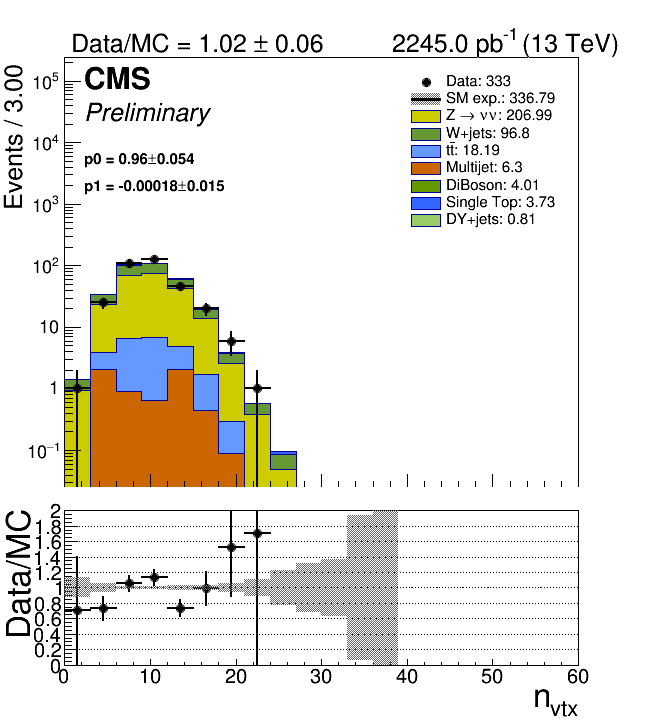 Data/MC = 1.02 ± 0.06 2245.0 pb⁻¹ (13 TeV)
CMS
Preliminary
p0 = 0.96±0.054
p1 = -0.00018±0.015
Data: 333
SM exp.: 336.79
Z → νν: 206.99
W+jets: 96.8
tt̄: 18.19
Multijet: 6.3
DiBoson: 4.01
Single Top: 3.73
DY+jets: 0.81
Events / 3.00
10⁵
10⁴
10³
10²
10
1
10⁻¹
Data/MC
2
1.8
1.6
1.4
1.2
1
0.8
0.6
0.4
0.2
0
0 10 20 30 40 50 60
n_vtx